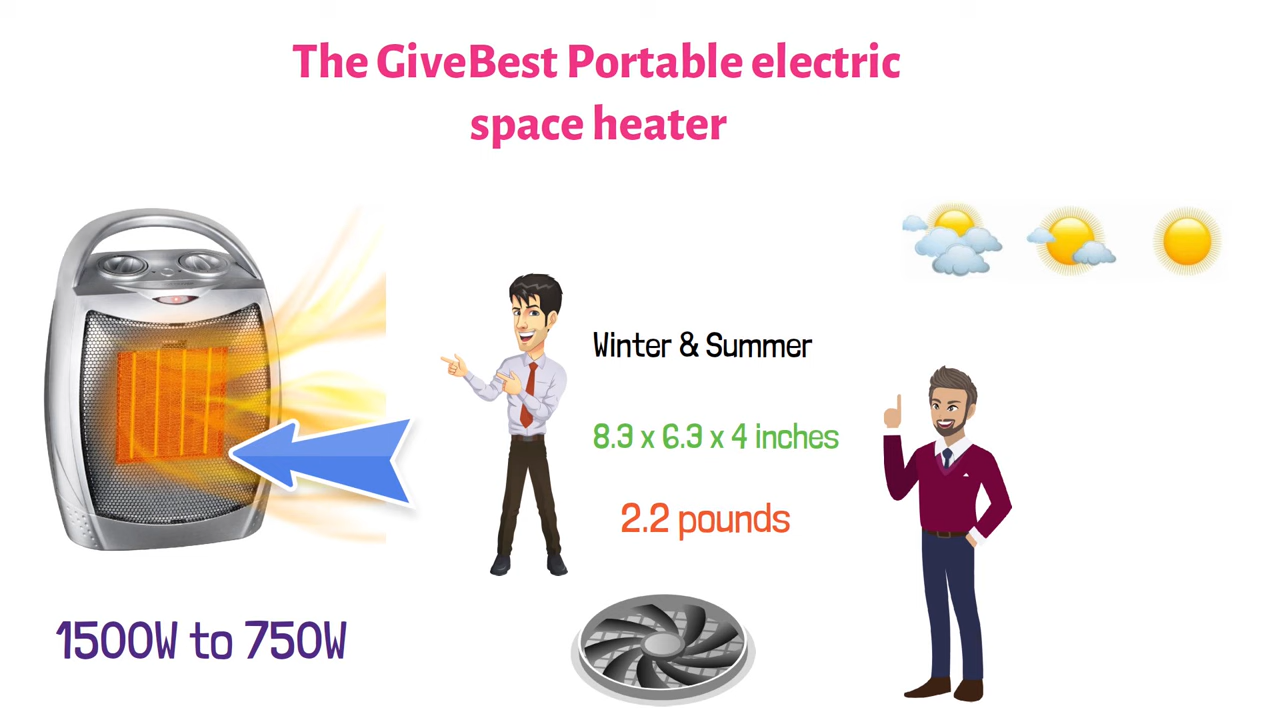 The GiveBest Portable electric
space heater
Winter & Summer
8.3 x 6.3 x 4 inches
2.2 pounds
1500W to 750W